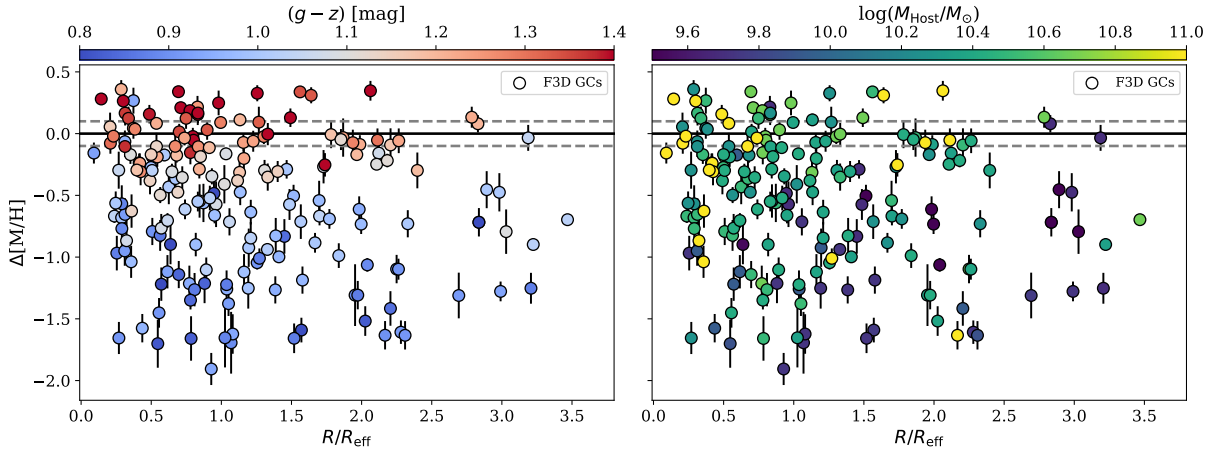 (g − z) [mag]
0.8 0.9 1.0 1.1 1.2 1.3 1.4
F3D GCs
Δ[M/H]
0.5
0.0
−0.5
−1.0
−1.5
−2.0
0.0 0.5 1.0 1.5 2.0 2.5 3.0 3.5
R/R_eff
log(M_Host/M_⊙)
9.6 9.8 10.0 10.2 10.4 10.6 10.8 11.0
F3D GCs
0.0 0.5 1.0 1.5 2.0 2.5 3.0 3.5
R/R_eff